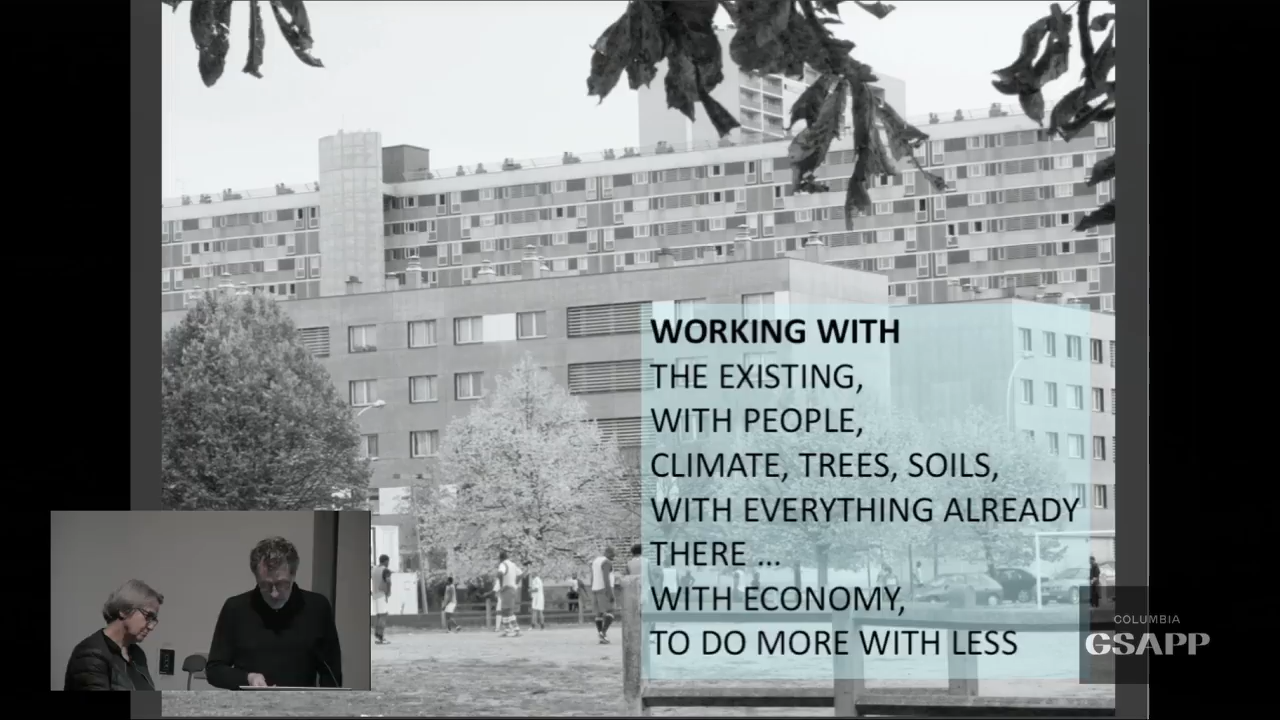 WORKING WITH
THE EXISTING,
WITH PEOPLE,
CLIMATE, TREES, SOILS,
WITH EVERYTHING ALREADY
THERE ...
WITH ECONOMY,
TO DO MORE WITH LESS
COLUMBIA
GSAPP